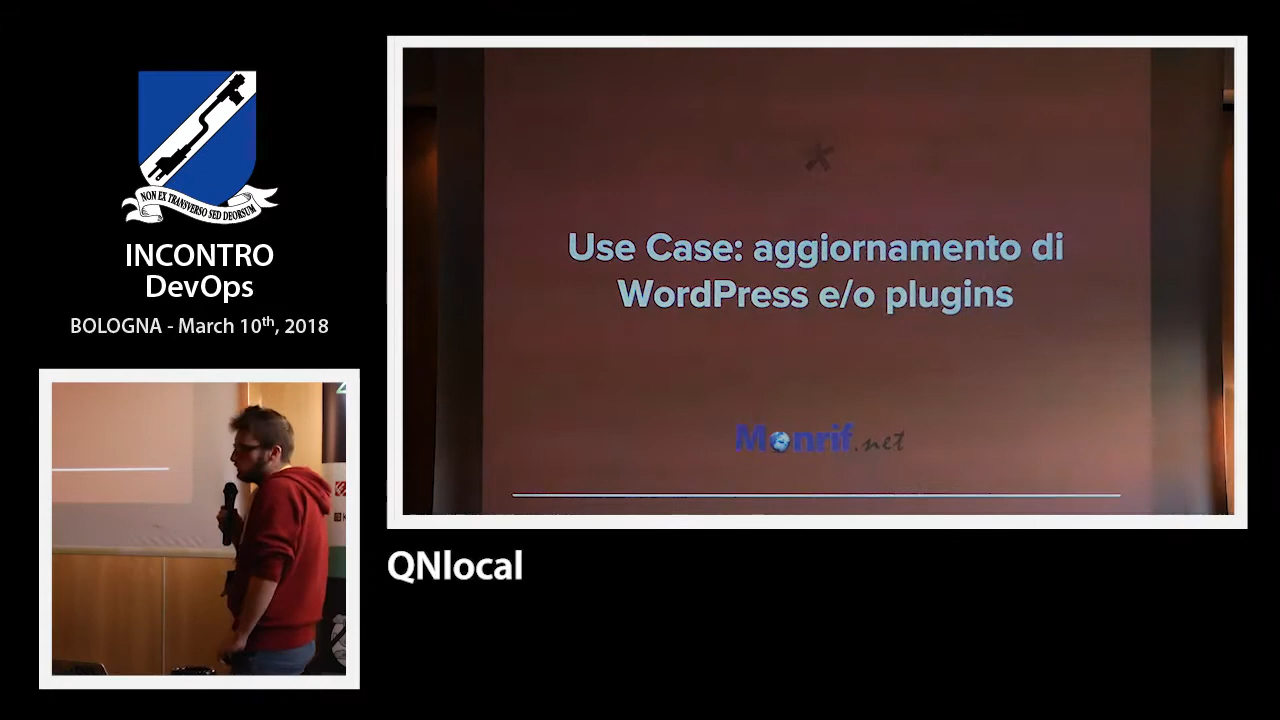 NON EX TRANSVERSO SED DEORSUM
INCONTRO
DevOps
BOLOGNA - March 10th, 2018
Use Case: aggiornamento di
WordPress e/o plugins
Monrif.net
QNlocal